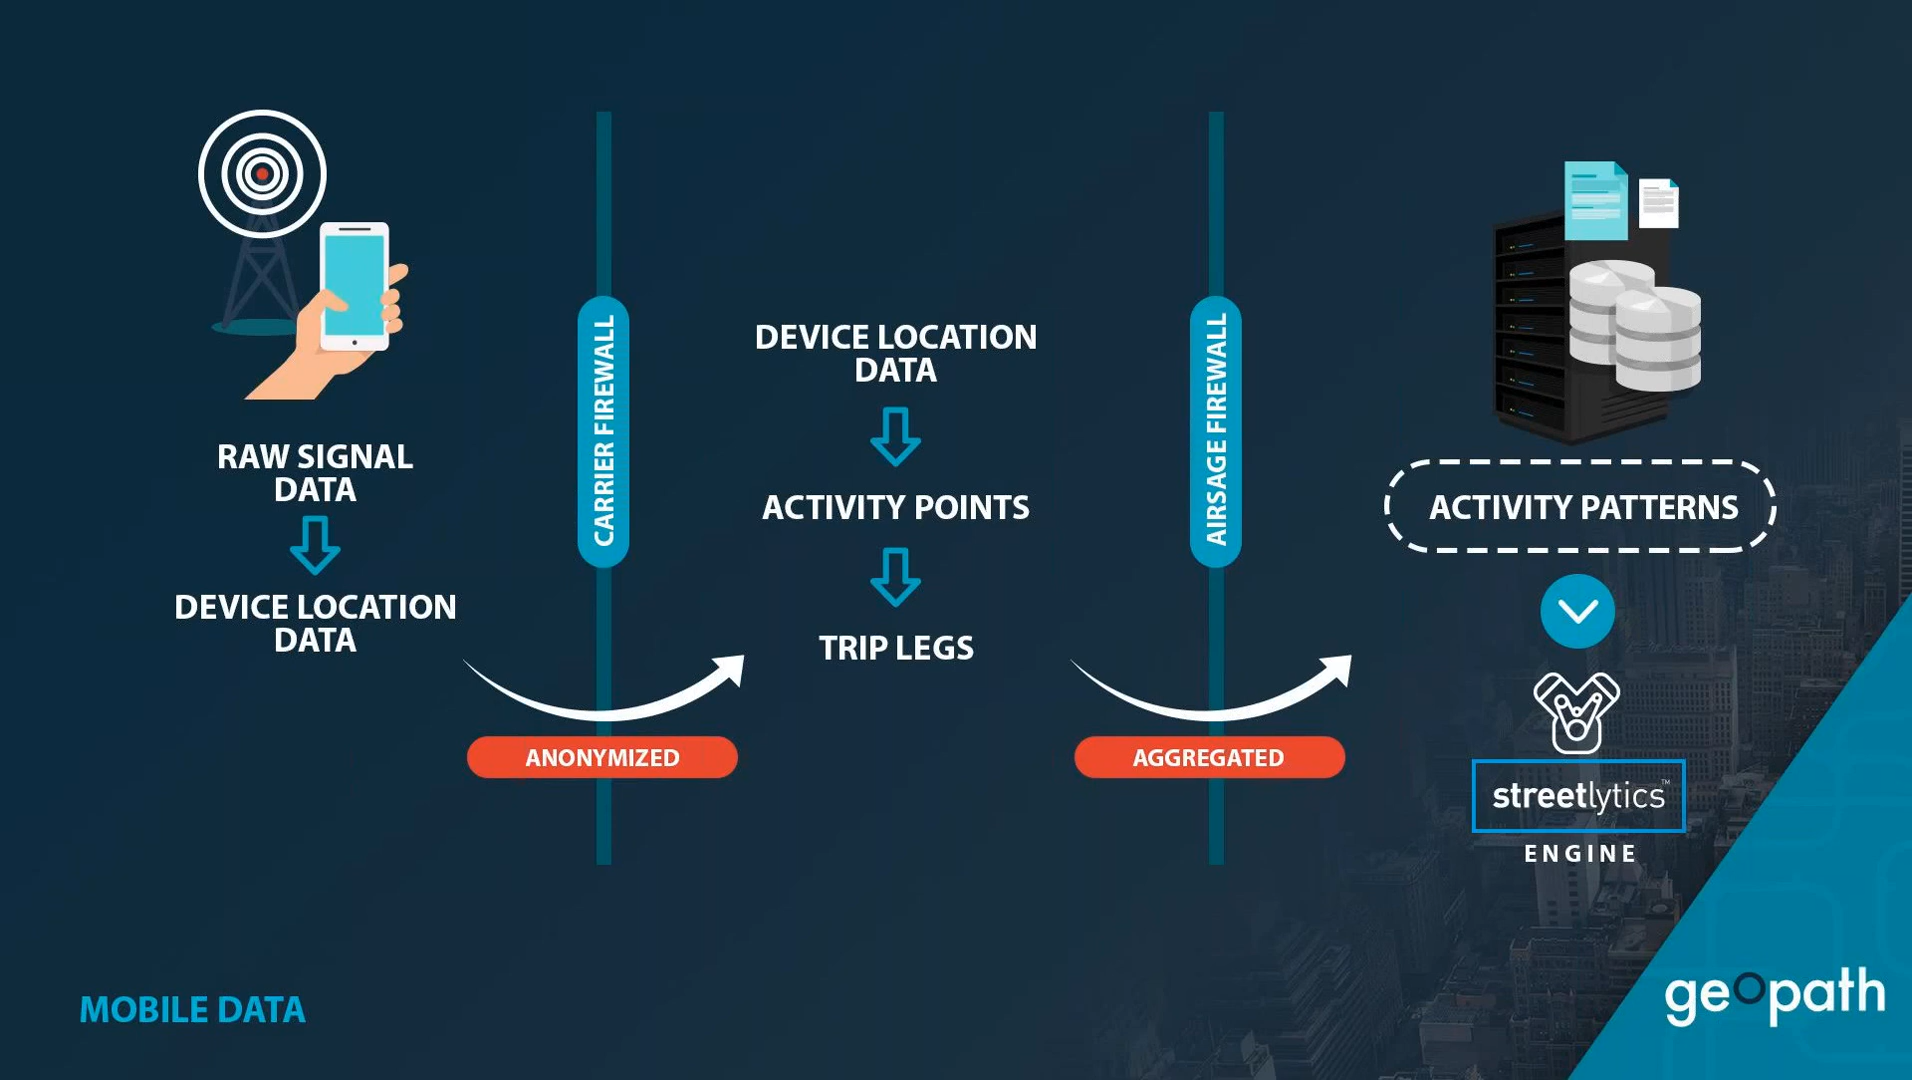 RAW SIGNAL
DATA
DEVICE LOCATION
DATA
CARRIER FIREWALL
ANONYMIZED
DEVICE LOCATION
DATA
ACTIVITY POINTS
TRIP LEGS
AIRSAGE FIREWALL
AGGREGATED
ACTIVITY PATTERNS
streetlytics™
ENGINE
MOBILE DATA
geopath